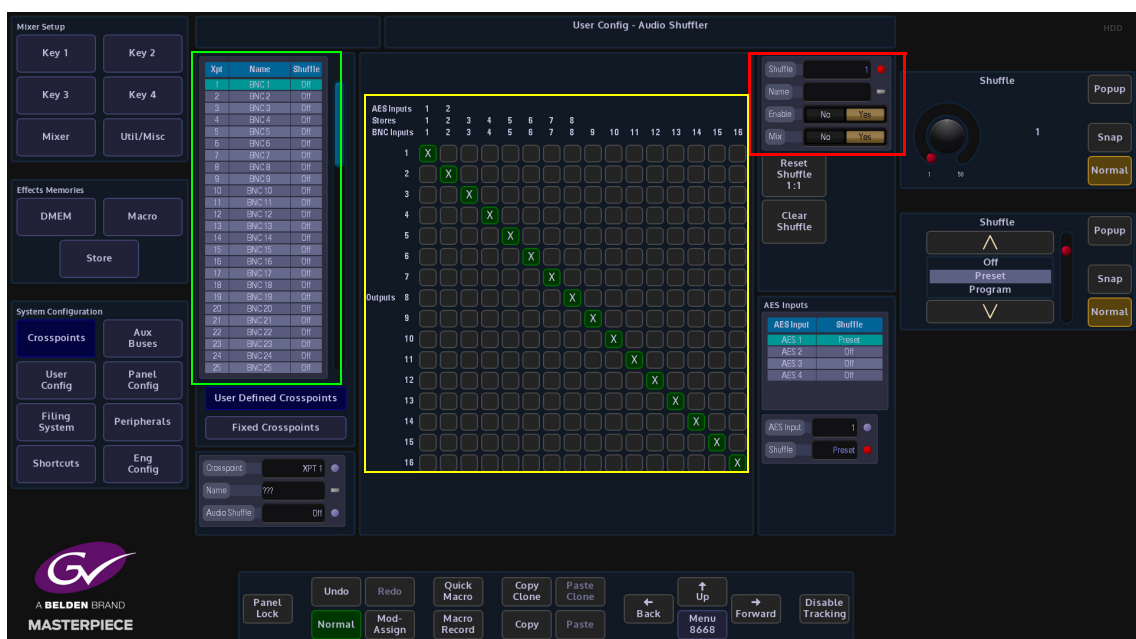 Mixer Setup
User Config - Audio Shuffler
HDD
Key 1
Key 2
Key 3
Key 4
Mixer
Util/Misc
Effects Memories
DMEM
Macro
Store
System Configuration
Crosspoints
Aux Buses
User Config
Panel Config
Filing System
Peripherals
Shortcuts
Eng Config
Xpt Name Shuffle
1 BNC 1 Off
2 BNC 2 Off
3 BNC 3 Off
4 BNC 4 Off
5 BNC 5 Off
6 BNC 6 Off
7 BNC 7 Off
8 BNC 8 Off
9 BNC 9 Off
10 BNC 10 Off
11 BNC 11 Off
12 BNC 12 Off
13 BNC 13 Off
14 BNC 14 Off
15 BNC 15 Off
16 BNC 16 Off
17 BNC 17 Off
18 BNC 18 Off
19 BNC 19 Off
20 BNC 20 Off
21 BNC 21 Off
22 BNC 22 Off
23 BNC 23 Off
24 BNC 24 Off
25 BNC 25 Off
User Defined Crosspoints
Fixed Crosspoints
Crosspoint XPT 1
Name ???
Audio Shuffle Off
AES Inputs 1 2
Stores 1 2 3 4 5 6 7 8
BNC Inputs 1 2 3 4 5 6 7 8 9 10 11 12 13 14 15 16
1 X
2 X
3 X
4 X
5 X
6 X
7 X
Outputs 8 X
9 X
10 X
11 X
12 X
13 X
14 X
15 X
16 X
Shuffle 1
Name
Enable No Yes
Mix No Yes
Reset Shuffle 1:1
Clear Shuffle
AES Inputs
AES Input Shuffle
AES 1 Preset
AES 2 Off
AES 3 Off
AES 4 Off
AES Input 1
Shuffle Preset
Shuffle
1
1 50
Popup
Snap
Normal
Shuffle
Off
Preset
Program
Popup
Snap
Normal
GV
A BELDEN BRAND
MASTERPIECE
Panel Lock
Undo
Redo
Quick Macro
Copy Clone
Paste Clone
Up
Normal
Mod-Assign
Macro Record
Copy
Paste
Back
Menu 8668
Forward
Disable Tracking